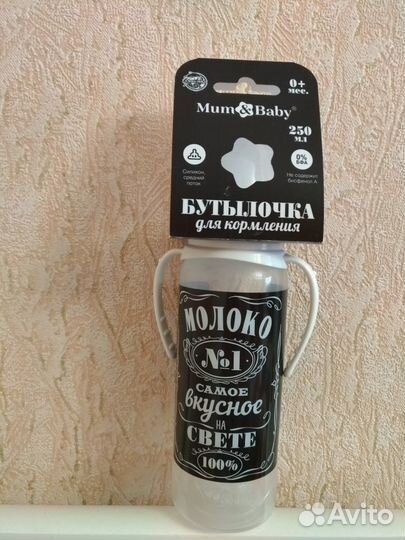 0+
мес.
Mum&Baby®
250
МЛ
Силикон,
средний
поток
0%
БФА
Не содержит
бисфенол А
БУТЫЛОЧКА
для кормления
МОЛОКО
№1
САМОЕ
вкусное
НА
СВЕТЕ
100%
Avito